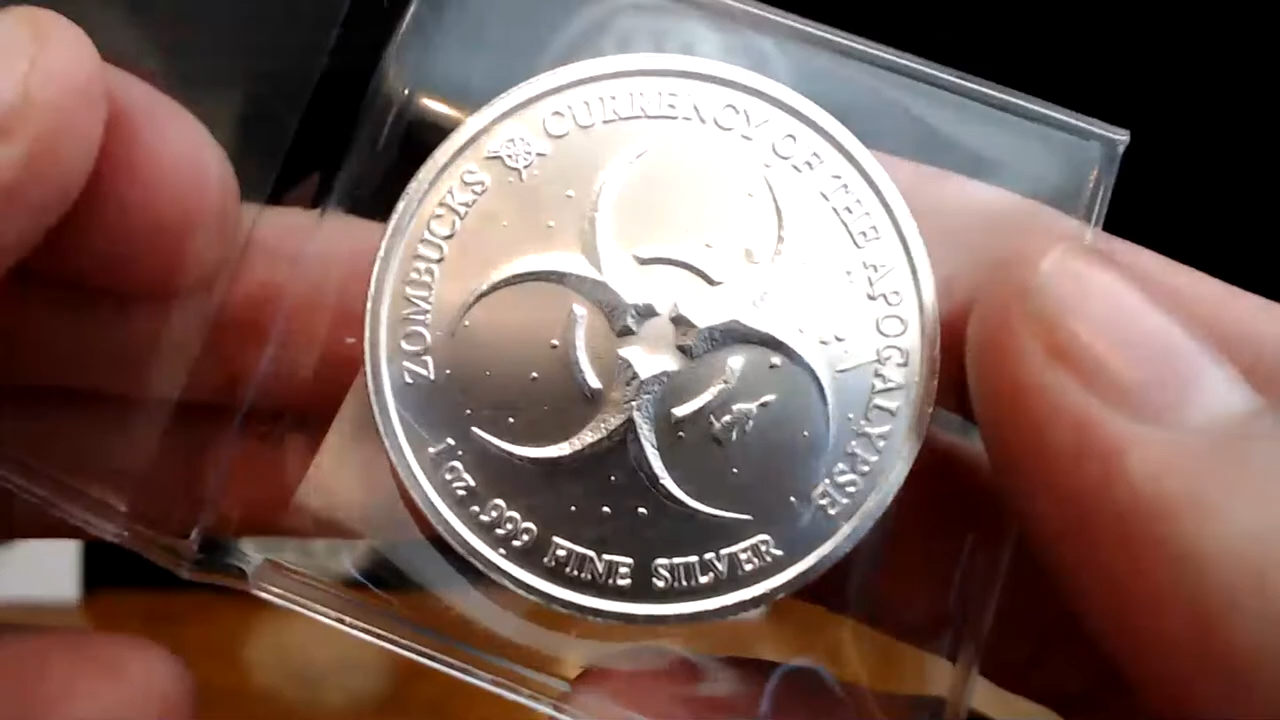 ZOMBUCKS
CURRENCY OF THE APOCALYPSE
1 OZ .999 FINE SILVER